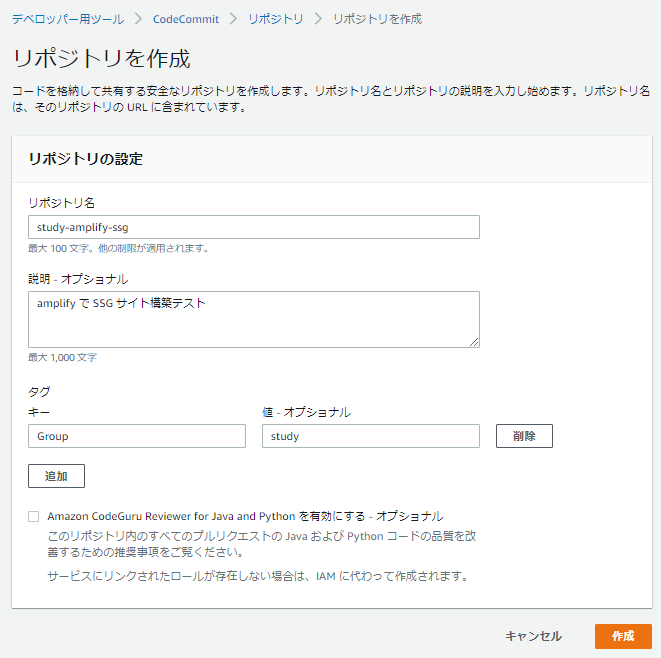 デベロッパー用ツール > CodeCommit > リポジトリ > リポジトリを作成
リポジトリを作成
コードを格納して共有する安全なリポジトリを作成します。リポジトリ名とリポジトリの説明を入力し始めます。リポジトリ名
は、そのリポジトリの URL に含まれています。
リポジトリの設定
リポジトリ名
study-amplify-ssg
最大 100 文字。他の制限が適用されます。
説明 - オプショナル
amplify で SSG サイト構築テスト
最大 1,000 文字
タグ
キー 値 - オプショナル
Group study 削除
追加
Amazon CodeGuru Reviewer for Java and Python を有効にする - オプショナル
このリポジトリ内のすべてのプルリクエストの Java および Python コードの品質を改
善するための推奨事項をご覧ください。
サービスにリンクされたロールが存在しない場合は、IAM に代わって作成されます。
キャンセル 作成